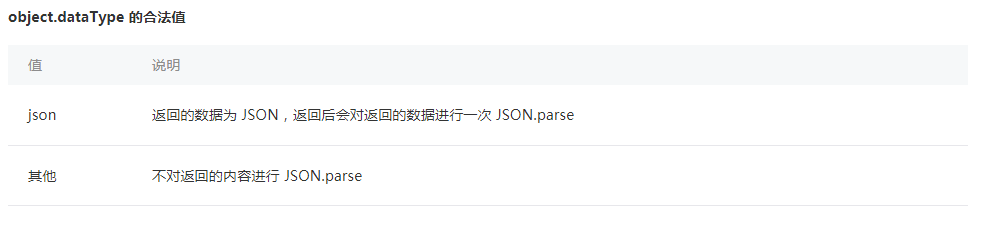 object.dataType 的合法值
值 说明
json 返回的数据为 JSON，返回后会对返回的数据进行一次 JSON.parse
其他 不对返回的内容进行 JSON.parse